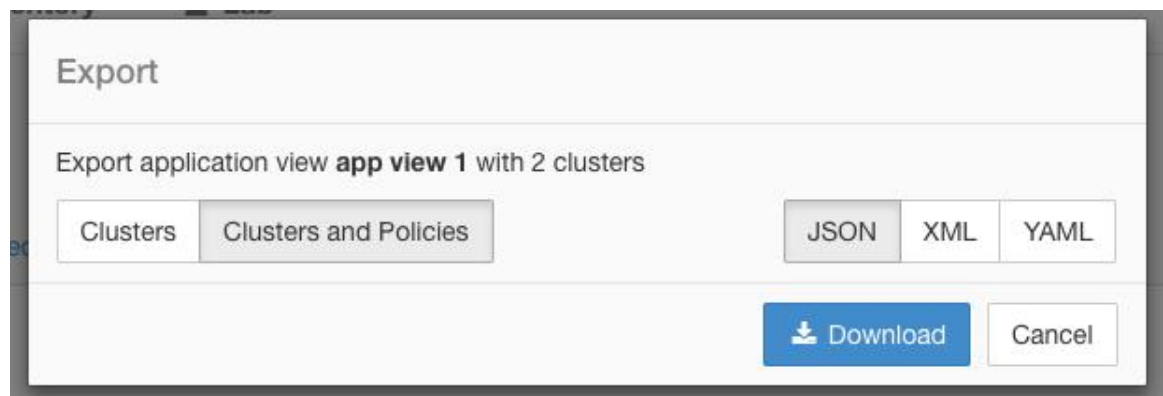 Export
Export application view app view 1 with 2 clusters
Clusters Clusters and Policies JSON XML YAML
Download Cancel